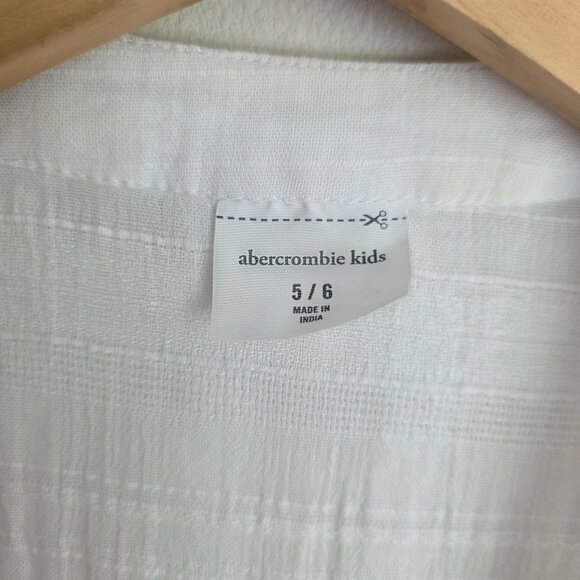 abercrombie kids
5 / 6
MADE IN
INDIA